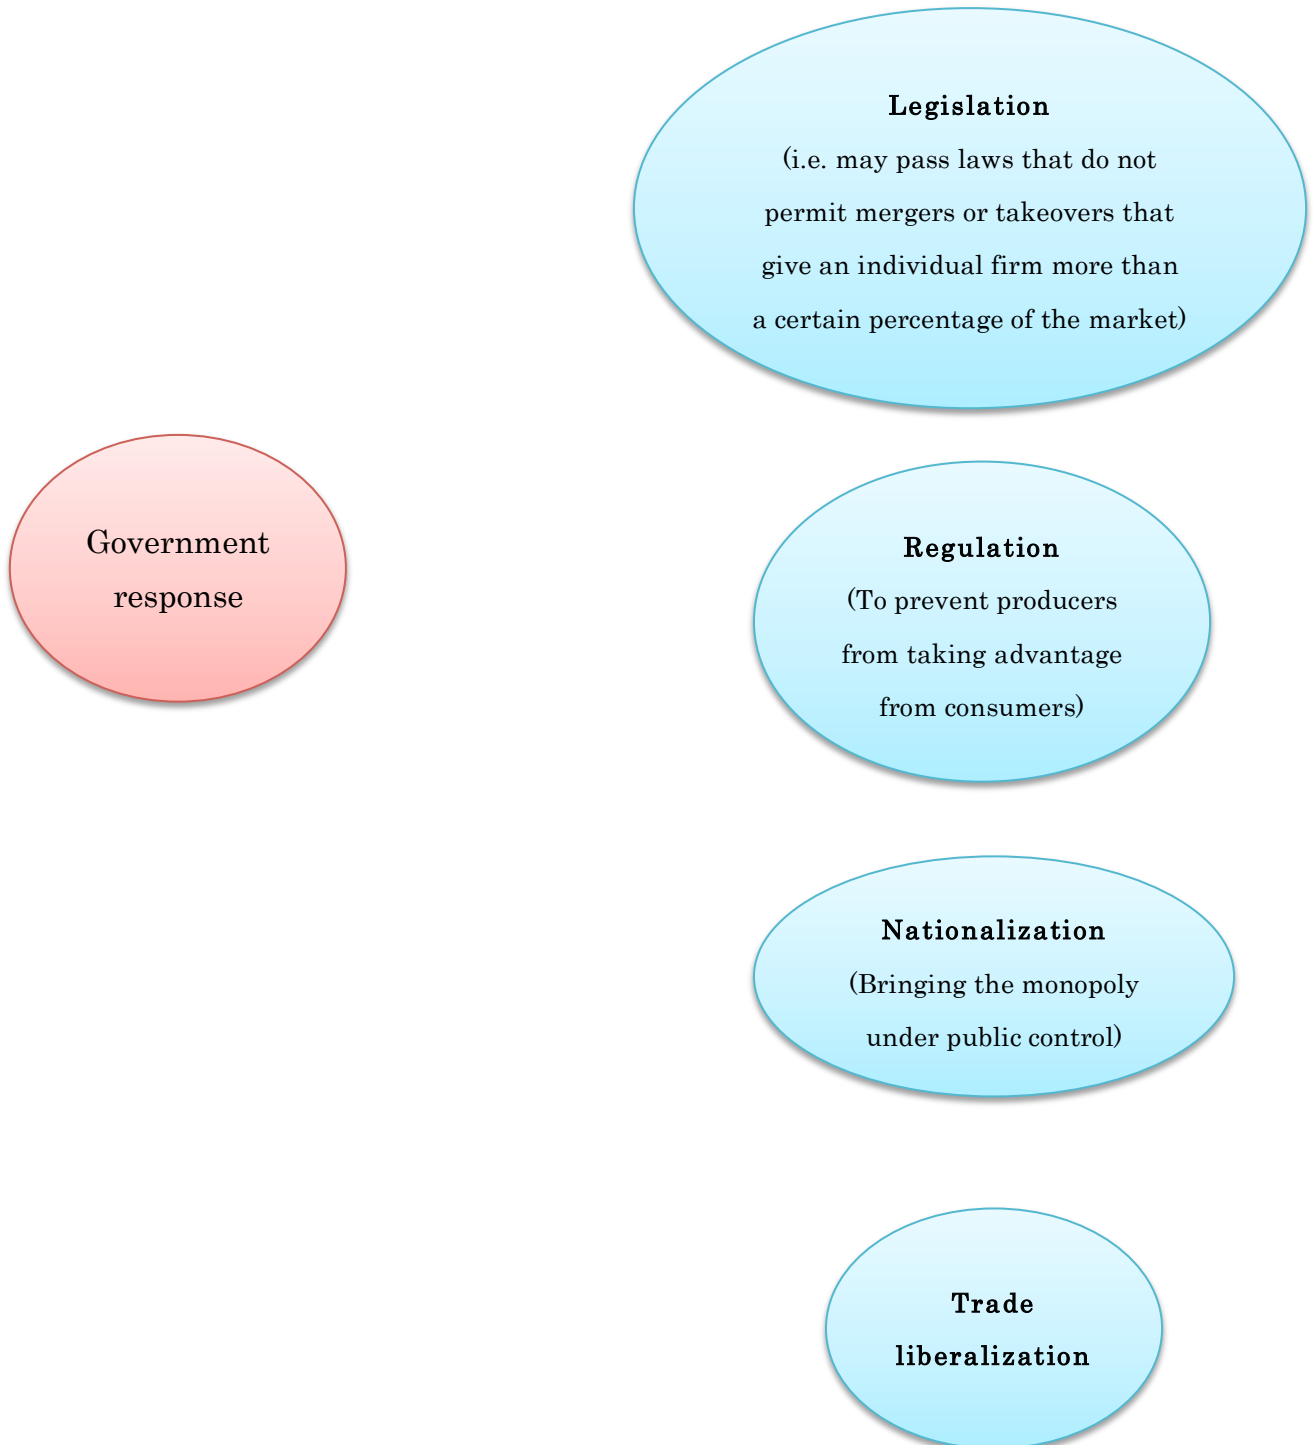 Legislation
(i.e. may pass laws that do not
permit mergers or takeovers that
give an individual firm more than
a certain percentage of the market)
Government
response
Regulation
(To prevent producers
from taking advantage
from consumers)
Nationalization
(Bringing the monopoly
under public control)
Trade
liberalization